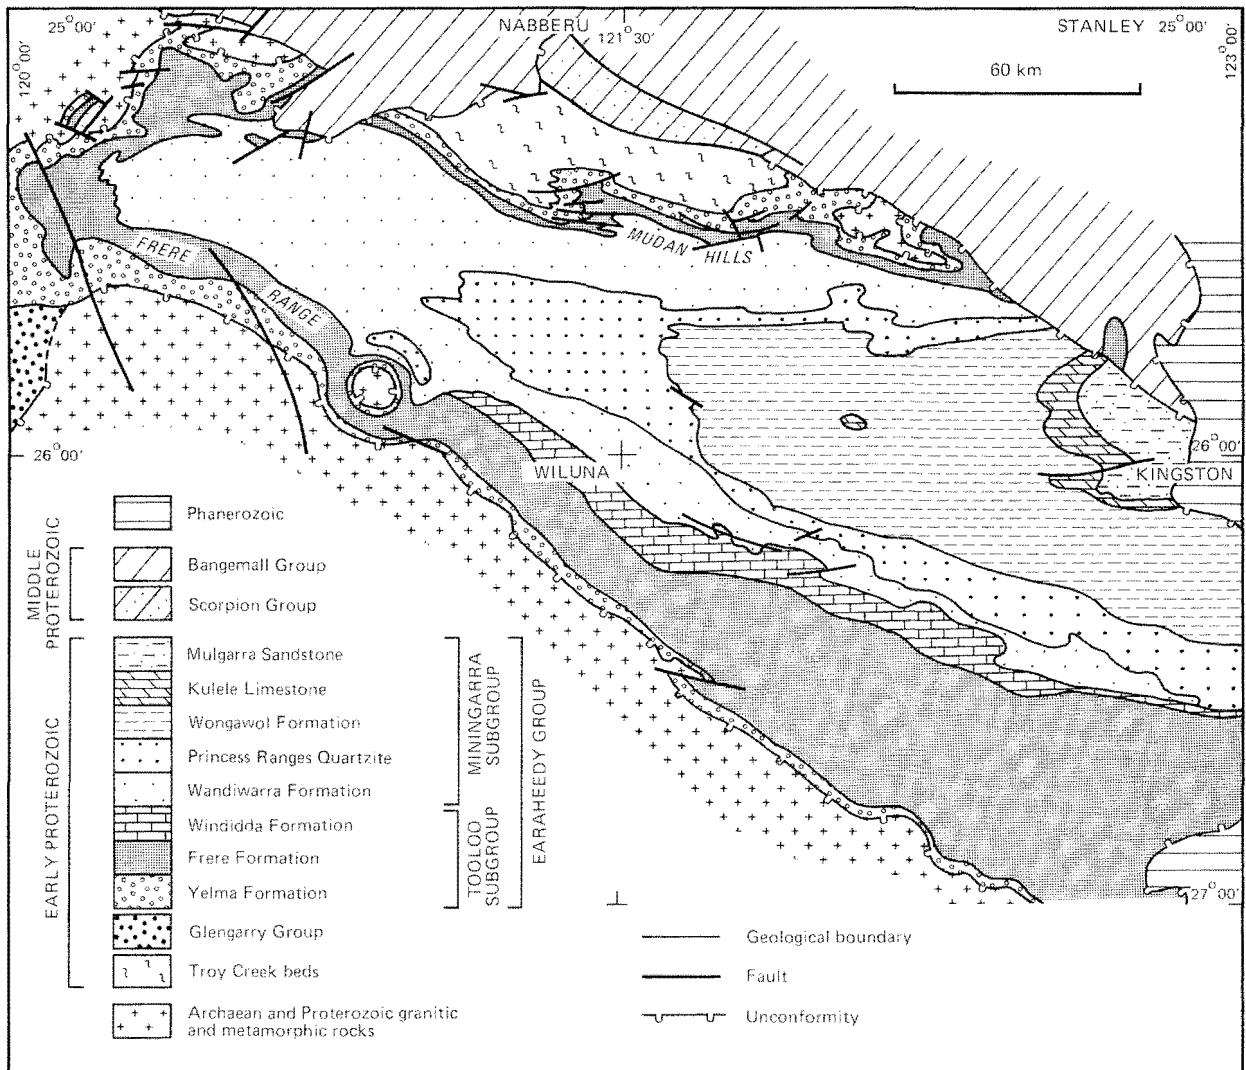 NABBERU
STANLEY
25°00'
121°30'
25°00'
120°00'
123°00'
60 km
FRERE
RANGE
MUDAN
HILLS
26°00'
WILUNA
26°00'
KINGSTON
MIDDLE
PROTEROZOIC
Phanerozoic
Bangemall Group
Scorpion Group
EARLY PROTEROZOIC
Mulgarra Sandstone
Kulele Limestone
Wongawol Formation
Princess Ranges Quartzite
Wandiwarra Formation
Windidda Formation
Frere Formation
Yelma Formation
Glengarry Group
Troy Creek beds
Archaean and Proterozoic granitic
and metamorphic rocks
MININGARRA
SUBGROUP
TOOLOO
SUBGROUP
EARAHEEDY GROUP
27°00'
Geological boundary
Fault
Unconformity